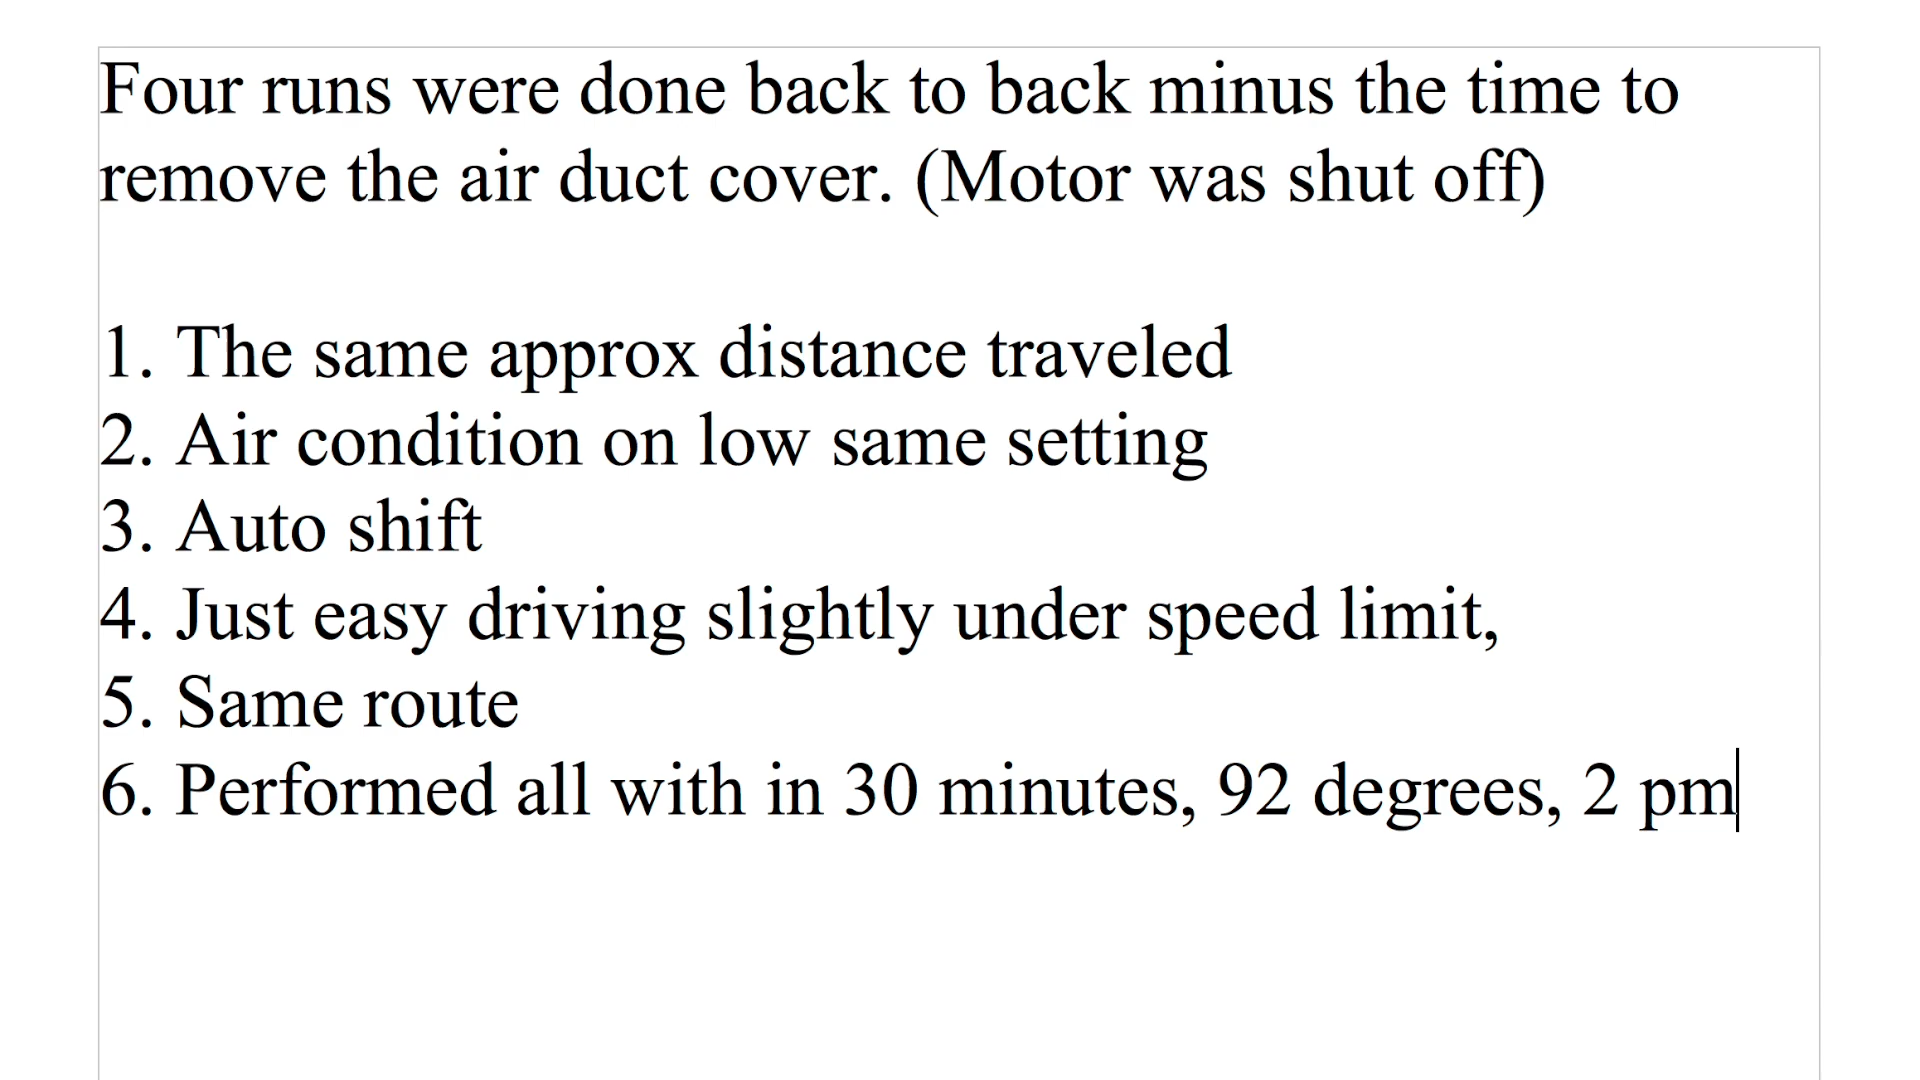 Four runs were done back to back minus the time to
remove the air duct cover. (Motor was shut off)
1. The same approx distance traveled
2. Air condition on low same setting
3. Auto shift
4. Just easy driving slightly under speed limit,
5. Same route
6. Performed all with in 30 minutes, 92 degrees, 2 pm